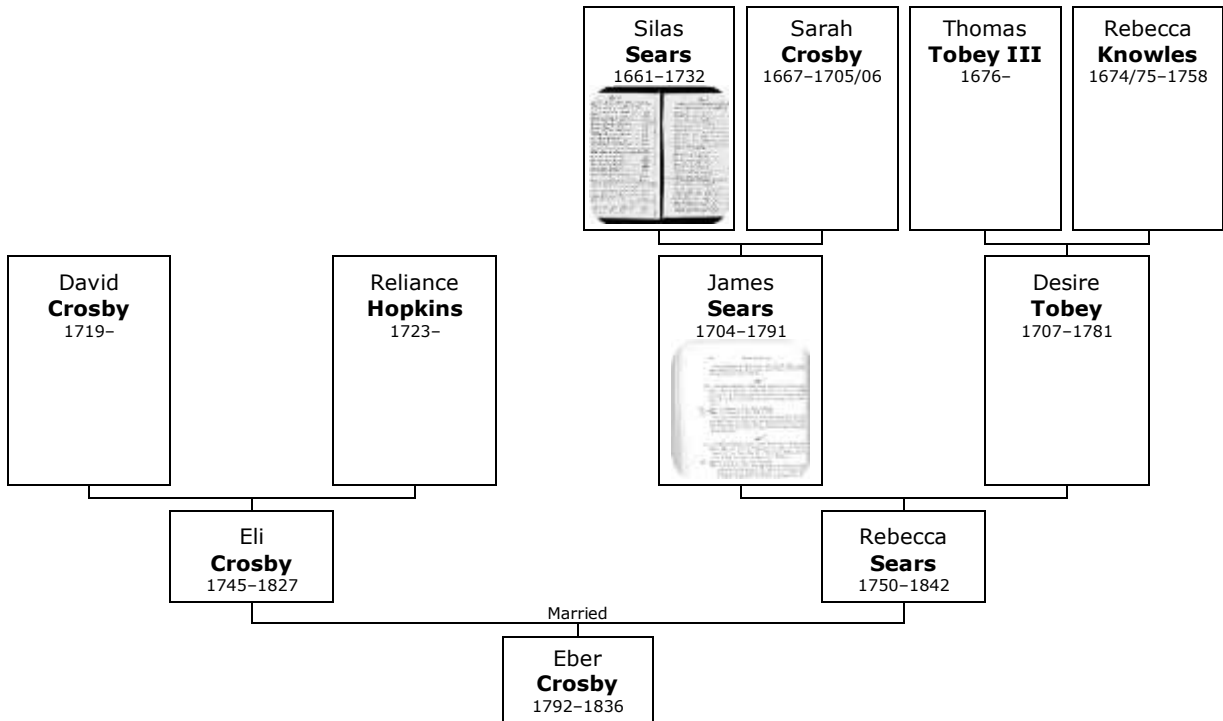 Silas
Sears
1661–1732
Sarah
Crosby
1667–1705/06
Thomas
Tobey III
1676–
Rebecca
Knowles
1674/75–1758
David
Crosby
1719–
Reliance
Hopkins
1723–
James
Sears
1704–1791
Desire
Tobey
1707–1781
Eli
Crosby
1745–1827
Rebecca
Sears
1750–1842
Married
Eber
Crosby
1792–1836